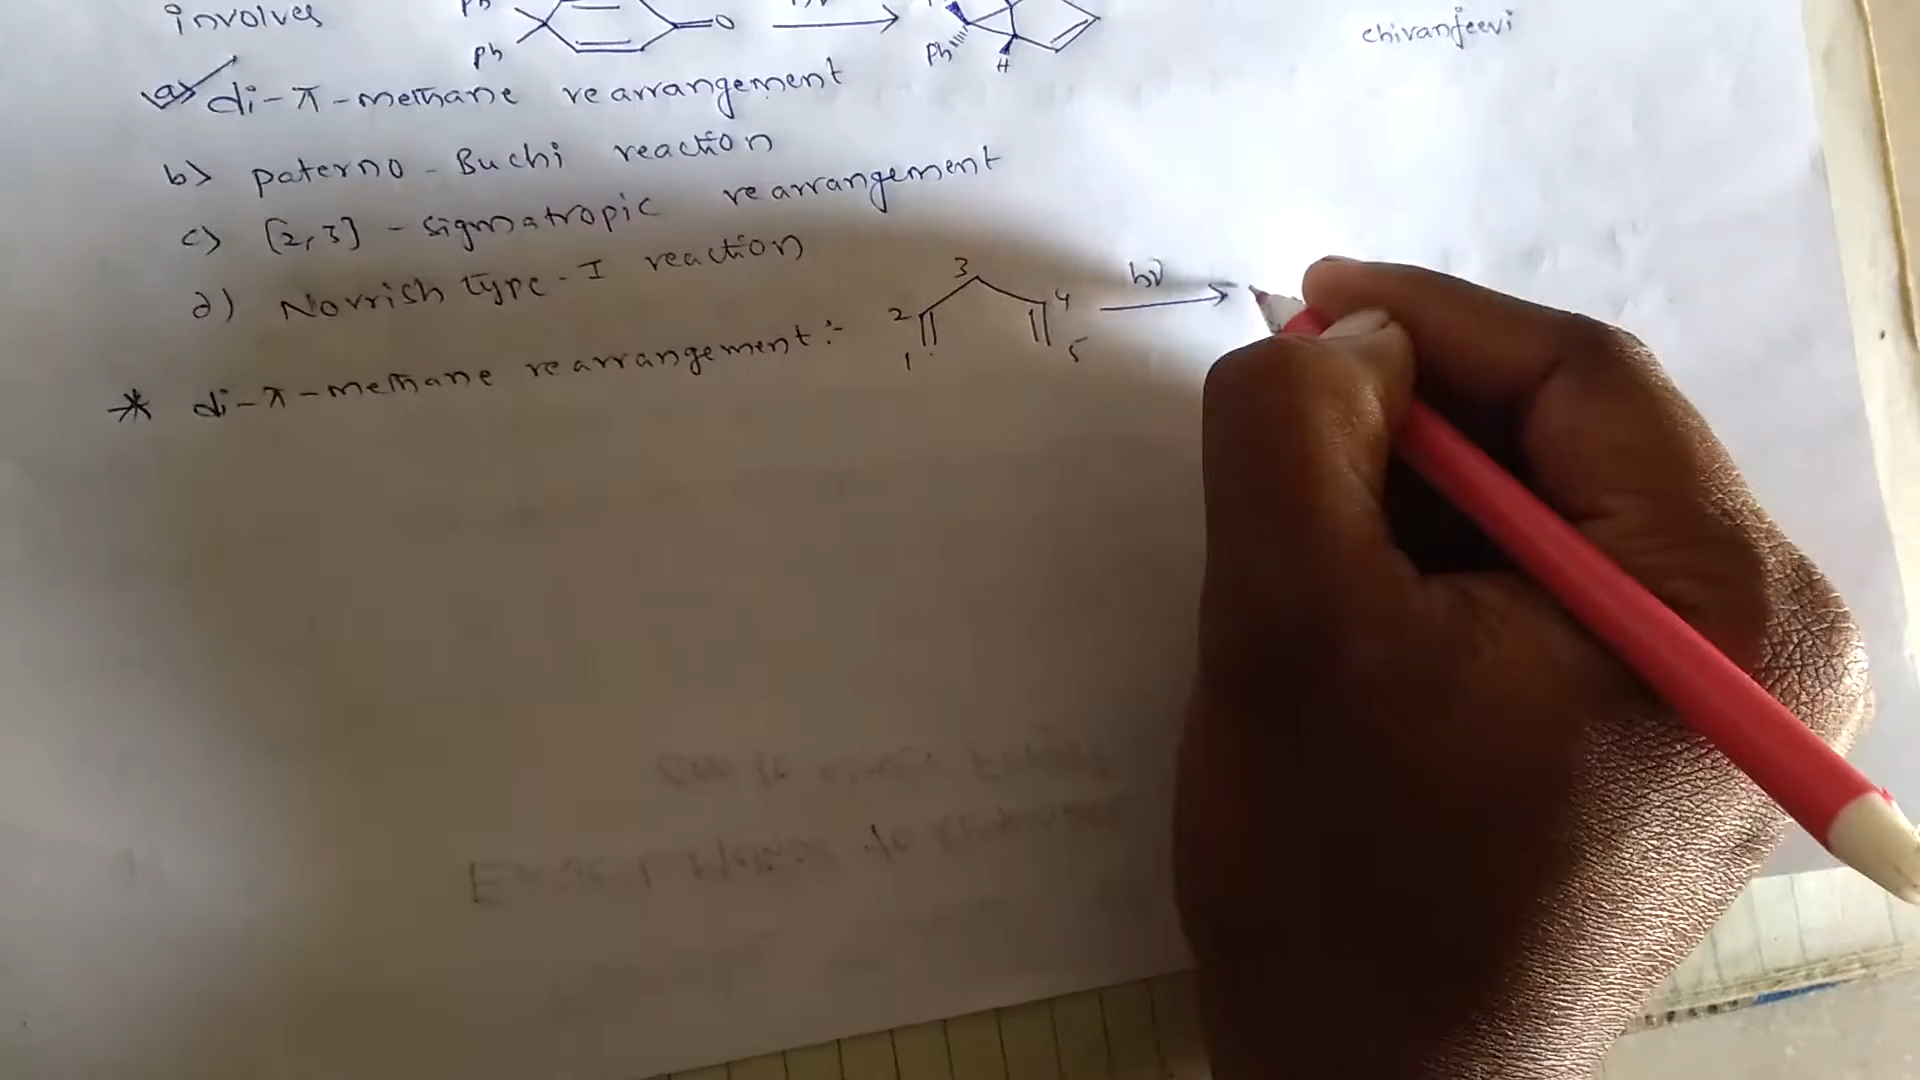 involves Ph Ph O hν Ph H
chiranjeevi
a) di-π-methane rearrangement
b) paterno-Buchi reaction
c) [2,3]-sigmatropic rearrangement
d) Norrish type-I reaction
* di-π-methane rearrangement:- 1 2 3 4 5 hν